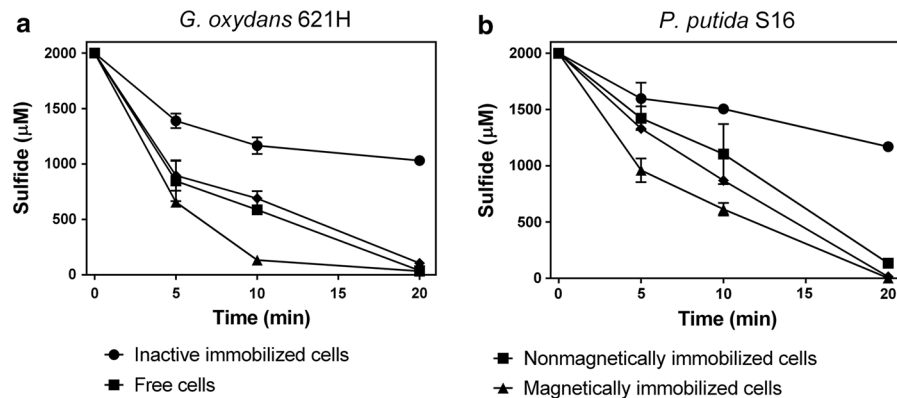 a
G. oxydans 621H
2000
1500
1000
500
0
Sulfide (μM)
0
5
10
15
20
Time (min)
b
P. putida S16
2000
1500
1000
500
0
Sulfide (μM)
0
5
10
15
20
Time (min)
Inactive immobilized cells
Free cells
Nonmagnetically immobilized cells
Magnetically immobilized cells